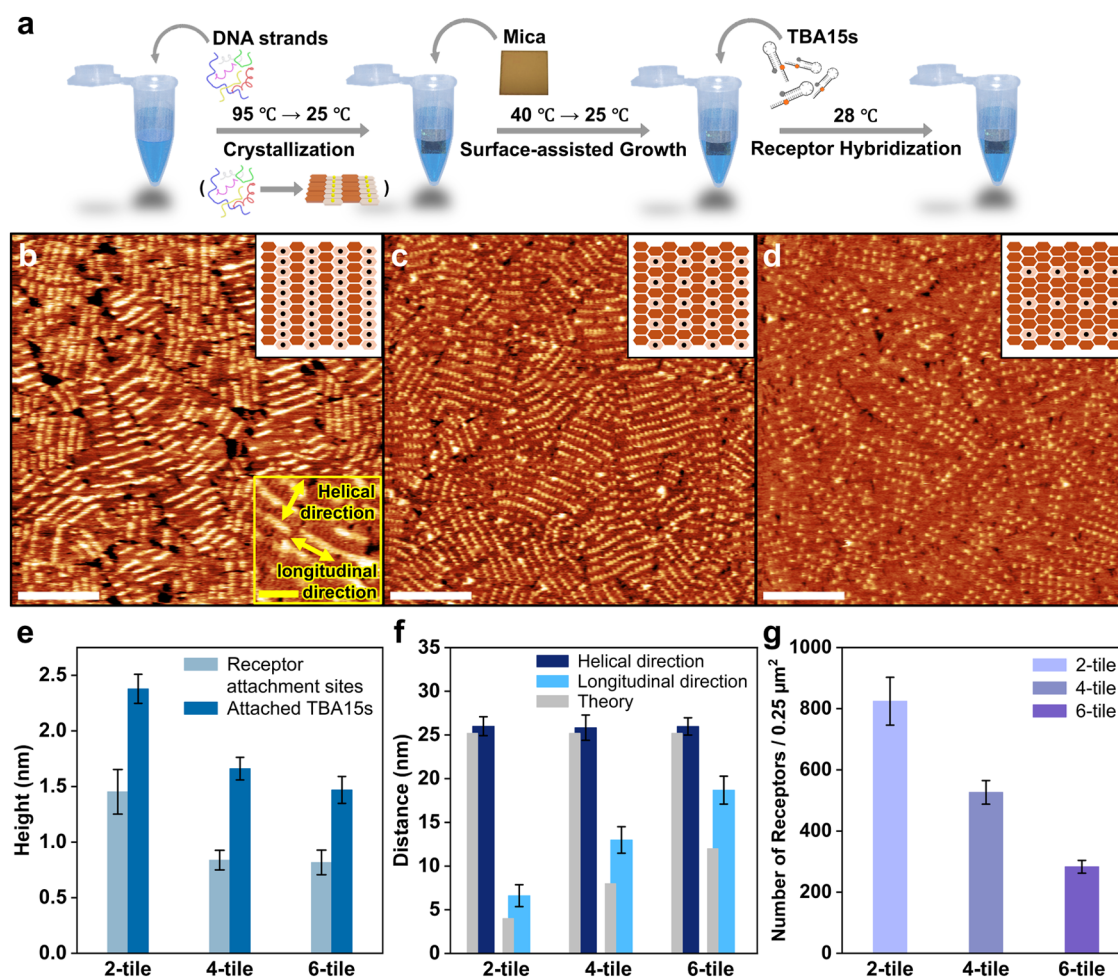 a
DNA strands
Mica
TBA15s
95 ℃ → 25 ℃
40 ℃ → 25 ℃
28 ℃
Crystallization
Surface-assisted Growth
Receptor Hybridization
( )
b
c
d
Helical
direction
longitudinal
direction
e
Receptor
attachment sites
Attached TBA15s
Height (nm)
2.5
2.0
1.5
1.0
0.5
0.0
2-tile
4-tile
6-tile
f
Helical direction
Longitudinal direction
Theory
Distance (nm)
35
30
25
20
15
10
5
0
2-tile
4-tile
6-tile
g
2-tile
4-tile
6-tile
Number of Receptors / 0.25 μm²
1000
800
600
400
200
0
2-tile
4-tile
6-tile